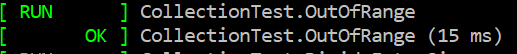 [ RUN      ] CollectionTest.OutOfRange
[       OK ] CollectionTest.OutOfRange (15 ms)